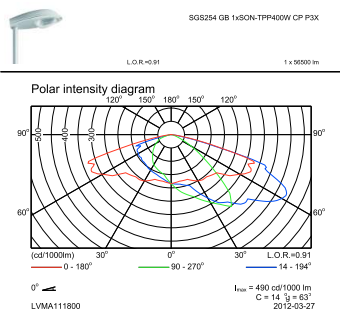 SGS254 GB 1xSON-TPP400W CP P3X
L.O.R.=0.91 1 x 56500 lm
Polar intensity diagram
120° 150° 180° 150° 120°
90° 500 400 300 90°
60° 60°
(cd/1000lm) 30° 0° 30° L.O.R.=0.91
0 - 180° 90 - 270° 14 - 194°
0° Imax = 490 cd/1000 lm
C = 14 °g = 63°
LVMA111800 2012-03-27